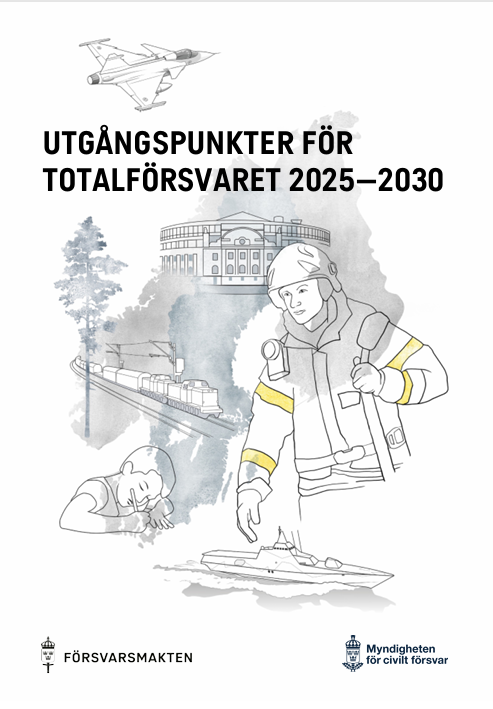 UTGÅNGSPUNKTER FÖR
TOTALFÖRSVARET 2025–2030
FÖRSVARSMAKTEN
Myndigheten
för civilt försvar